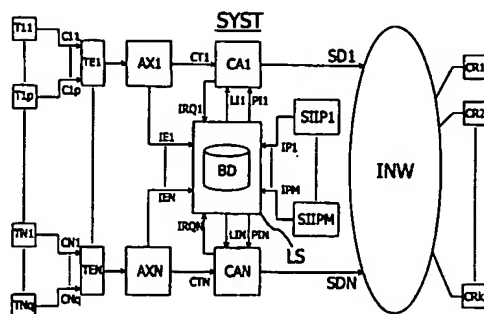 SYST
T11
C11
TE1
AX1
CT1
CA1
SD1
CR1
T1p
C1p
IRQ1
LI1
PI1
SIIP1
CR2
IE1
IP1
BD
INW
IEN
IPM
SIIPM
IRQN
LIN
PIN
LS
TN1
CN1
TEN
AXN
CTN
CAN
SDN
TNq
CNq
CRk